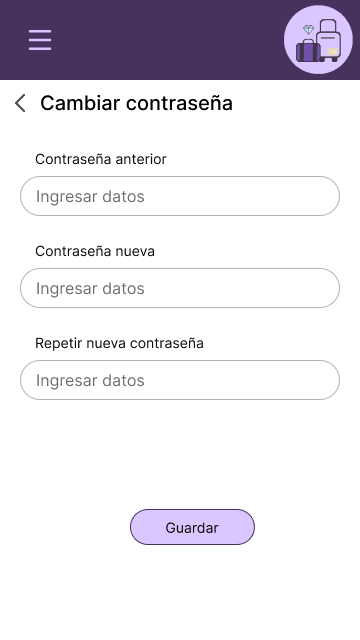 Cambiar contraseña
Contraseña anterior
Ingresar datos
Contraseña nueva
Ingresar datos
Repetir nueva contraseña
Ingresar datos
Guardar